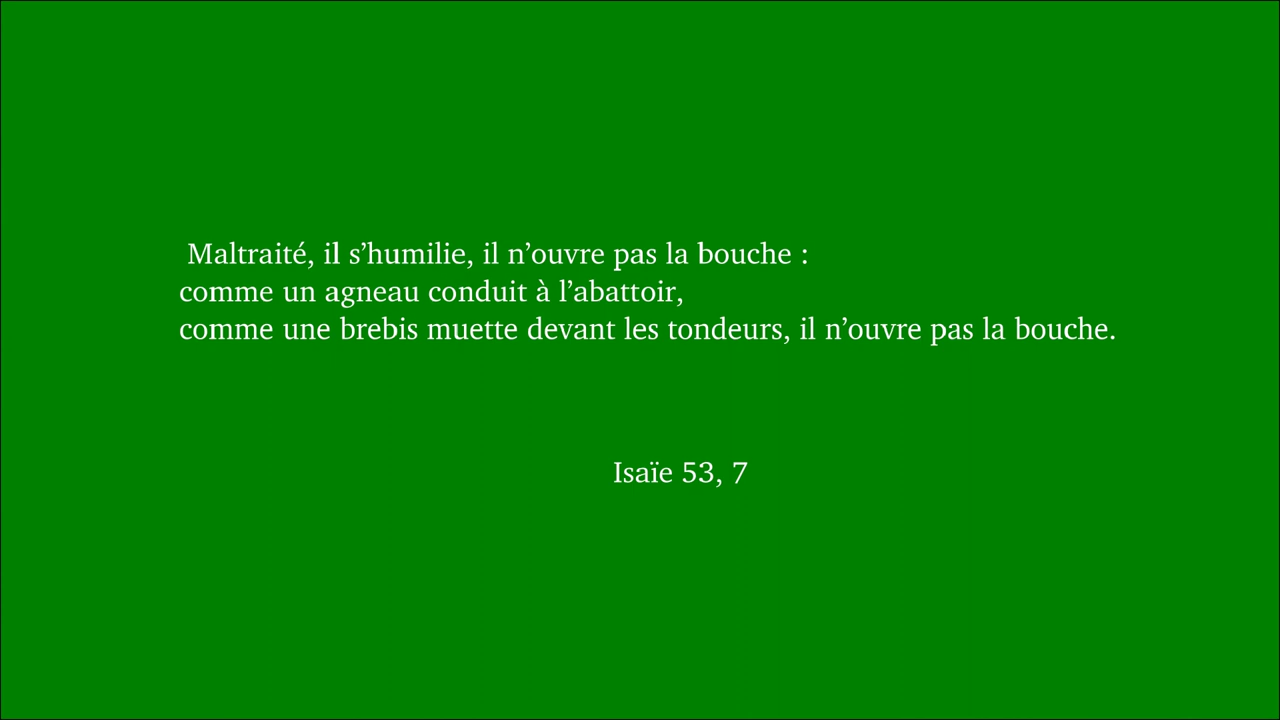 Maltraité, il s’humilie, il n’ouvre pas la bouche :
comme un agneau conduit à l’abattoir,
comme une brebis muette devant les tondeurs, il n’ouvre pas la bouche.
Isaïe 53, 7